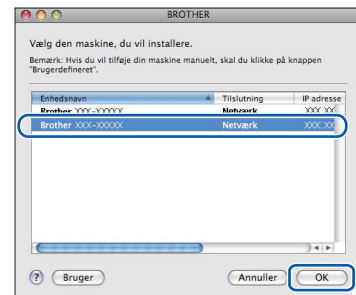 BROTHER
Vælg den maskine, du vil installere.
Bemærk: Hvis du vil tilføje din maskine manuelt, skal du klikke på knappen
"Brugerdefineret".
Enhedsnavn Tilslutning IP adresse
Brother XXX-XXXXX Netværk XXX.XX
Brother XXX-XXXXX Netværk XXX.XX
? Bruger Annuller OK